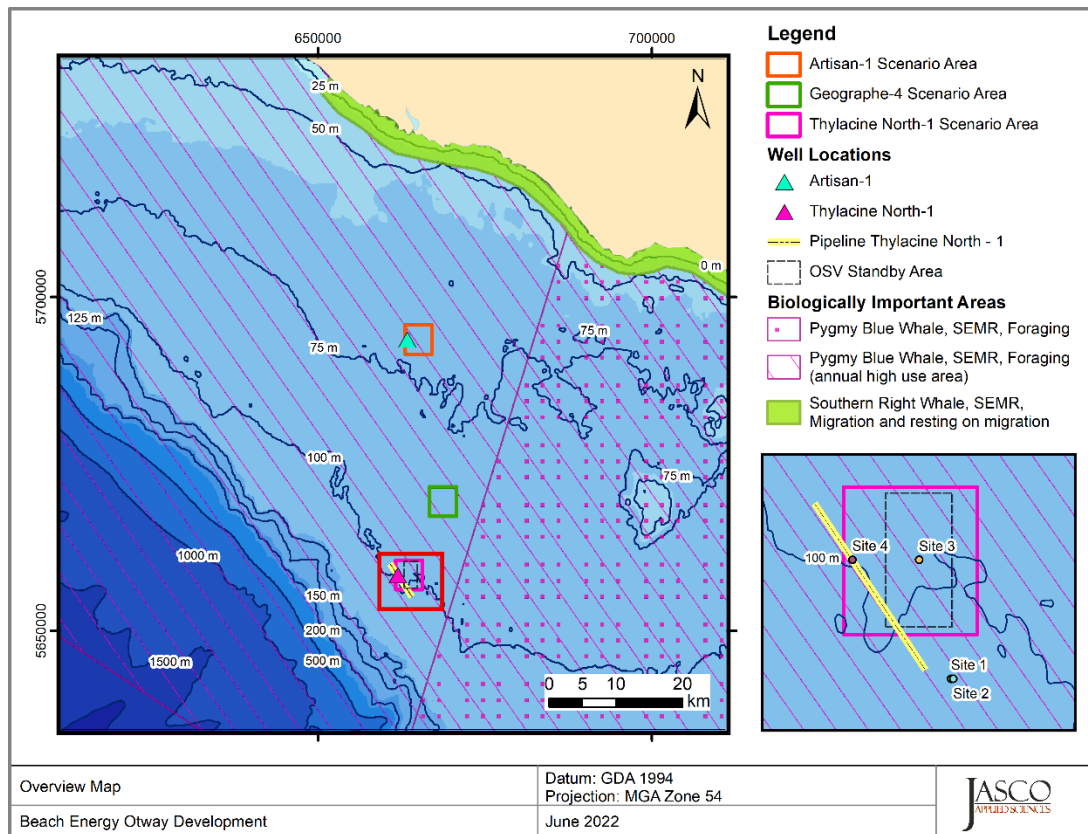 650000
700000
25 m
50 m
N
0 m
5700000
125 m
75 m
75 m
100 m
75 m
1000 m
150 m
200 m
500 m
1500 m
5650000
0 5 10 20
km
Legend
Artisan-1 Scenario Area
Geographe-4 Scenario Area
Thylacine North-1 Scenario Area
Well Locations
Artisan-1
Thylacine North-1
Pipeline Thylacine North - 1
OSV Standby Area
Biologically Important Areas
Pygmy Blue Whale, SEMR, Foraging
Pygmy Blue Whale, SEMR, Foraging
(annual high use area)
Southern Right Whale, SEMR,
Migration and resting on migration
100 m
Site 4
Site 3
Site 1
Site 2
Overview Map
Datum: GDA 1994
Projection: MGA Zone 54
Beach Energy Otway Development
June 2022
JASCO
APPLIED SCIENCES